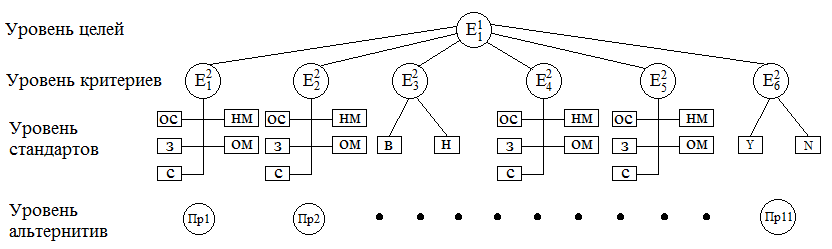 Уровень целей
E₁¹
Уровень критериев
E₁² E₂² E₃² E₄² E₅² E₆²
ос нм ос нм ос нм ос нм
Уровень стандартов
з ом з ом В Н з ом з ом Y N
с с с с
Уровень альтернитив
Пр1 Пр2 Пр11